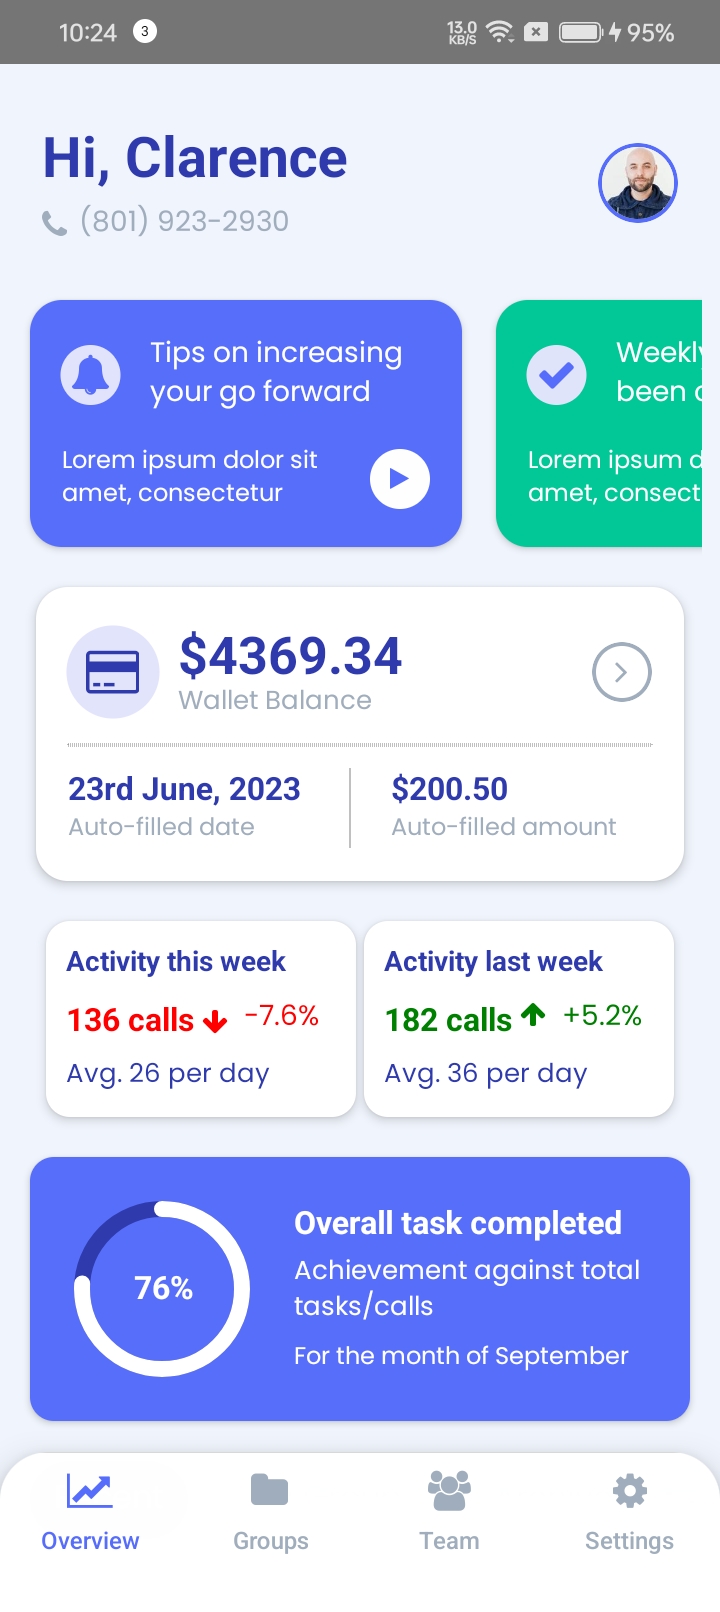 10:24 3 13.0 KB/S 95%
Hi, Clarence
(801) 923-2930
Tips on increasing
your go forward
Lorem ipsum dolor sit
amet, consectetur
Weekly
been
Lorem ipsum
amet, consect
$4369.34
Wallet Balance
23rd June, 2023
Auto-filled date
$200.50
Auto-filled amount
Activity this week
136 calls -7.6%
Avg. 26 per day
Activity last week
182 calls +5.2%
Avg. 36 per day
76%
Overall task completed
Achievement against total
tasks/calls
For the month of September
Overview Groups Team Settings